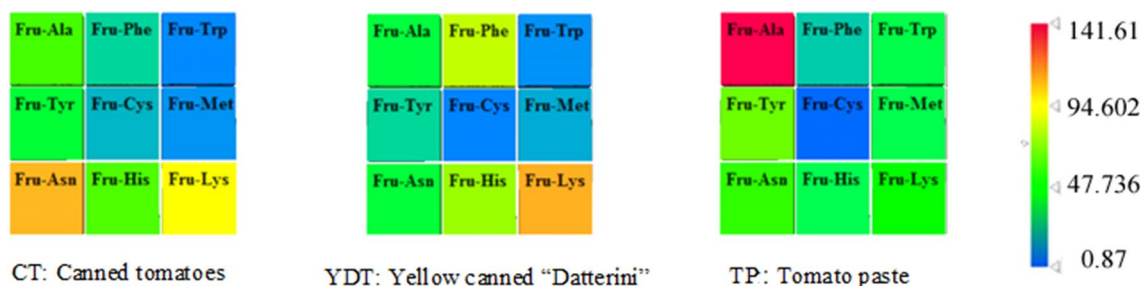 Fru-Ala Fru-Phe Fru-Trp
Fru-Tyr Fru-Cys Fru-Met
Fru-Asn Fru-His Fru-Lys
CT: Canned tomatoes
Fru-Ala Fru-Phe Fru-Trp
Fru-Tyr Fru-Cys Fru-Met
Fru-Asn Fru-His Fru-Lys
YDT: Yellow canned “Datterini”
Fru-Ala Fru-Phe Fru-Trp
Fru-Tyr Fru-Cys Fru-Met
Fru-Asn Fru-His Fru-Lys
TP: Tomato paste
141.61
94.602
47.736
0.87